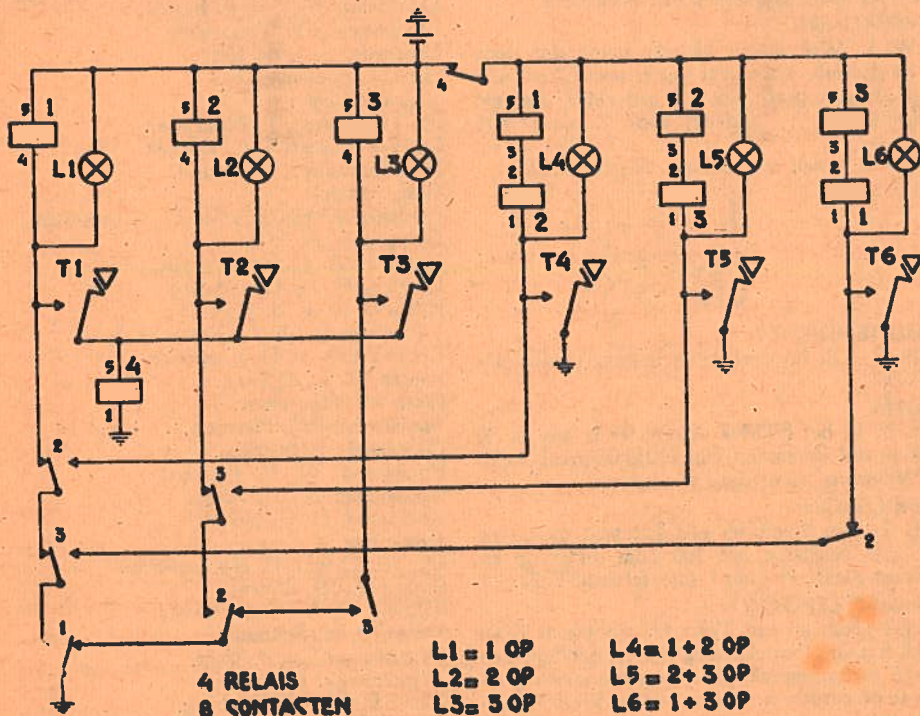 4
5 1 5 2 5 3 5 1 5 2 5 3
4 L1 4 L2 4 L3 3 L4 3 L5 3 L6
2 2 2
1 2 1 3 1 1
T1 T2 T3 T4 T5 T6
5 4
1
2 3
3 2
2
1 3
4 RELAIS
8 CONTACTEN
L1 = 1 OP
L2 = 2 OP
L3 = 3 OP
L4 = 1 + 2 OP
L5 = 2 + 3 OP
L6 = 1 + 3 OP